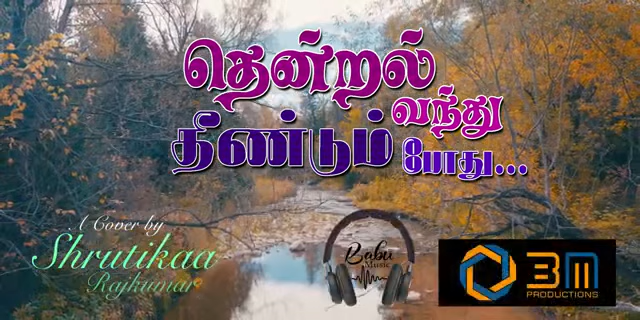 தென்றல்
வந்து
தீண்டும் போது...
A Cover by
Shrutikaa
Rajkumar
Babu
Music
3M
PRODUCTIONS